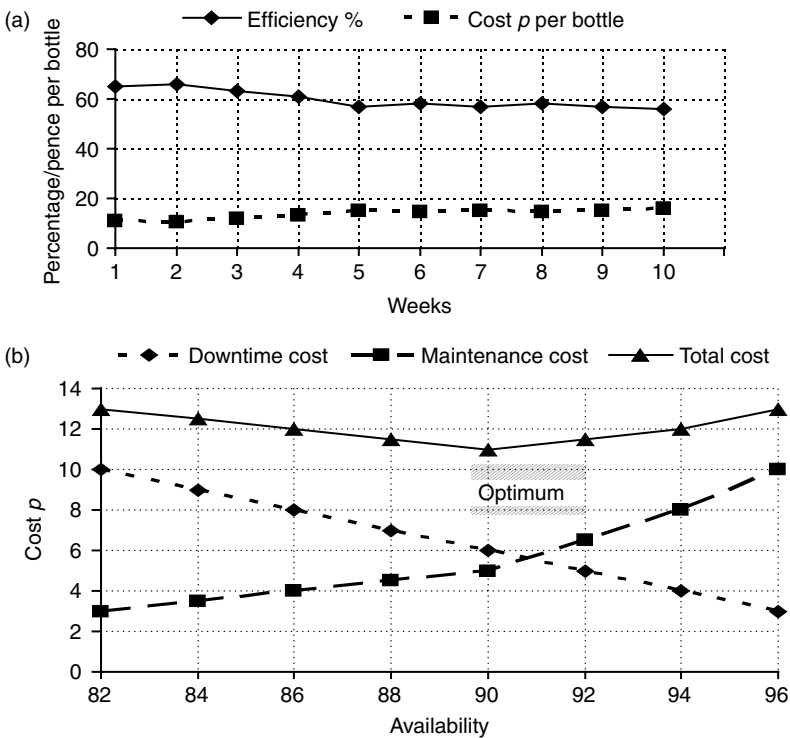 (a)
Efficiency % Cost p per bottle
Percentage/pence per bottle
80
60
40
20
0
1 2 3 4 5 6 7 8 9 10
Weeks
(b)
Downtime cost Maintenance cost Total cost
Cost p
14
12
10
8
6
4
2
0
Optimum
82 84 86 88 90 92 94 96
Availability